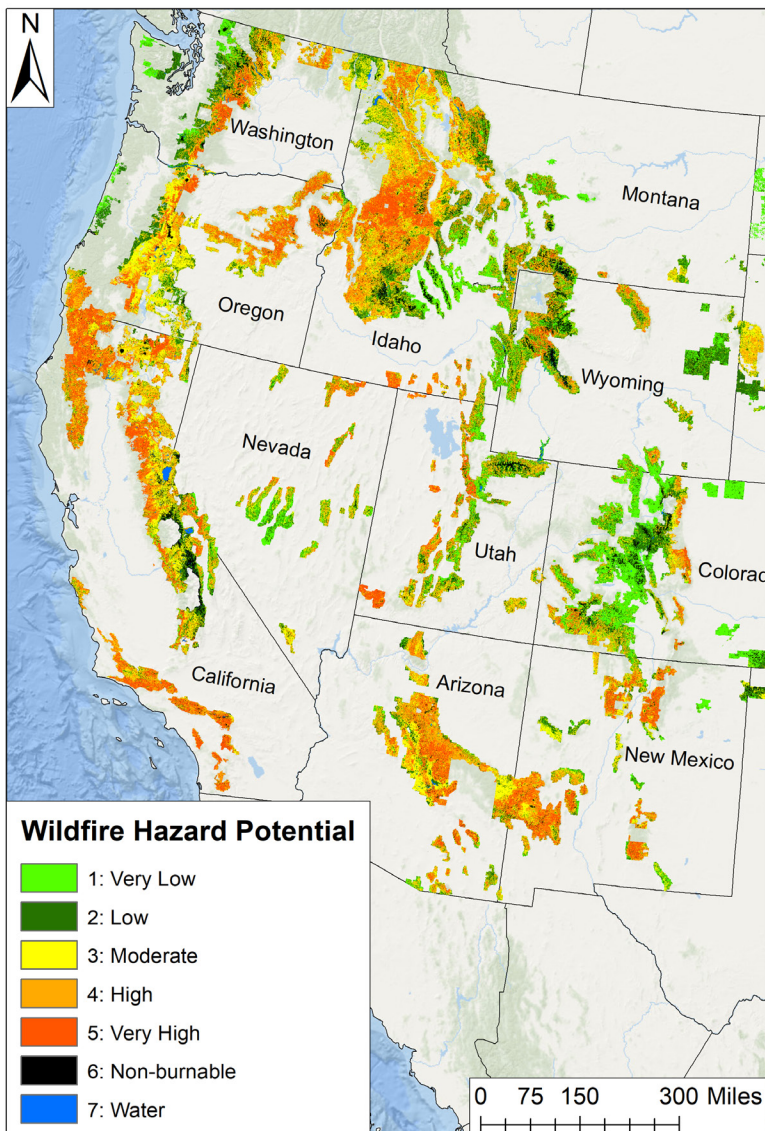 N
Washington
Montana
Oregon
Idaho
Wyoming
Nevada
Utah
Colorad
California
Arizona
New Mexico
Wildfire Hazard Potential
1: Very Low
2: Low
3: Moderate
4: High
5: Very High
6: Non-burnable
7: Water
0 75 150 300 Miles